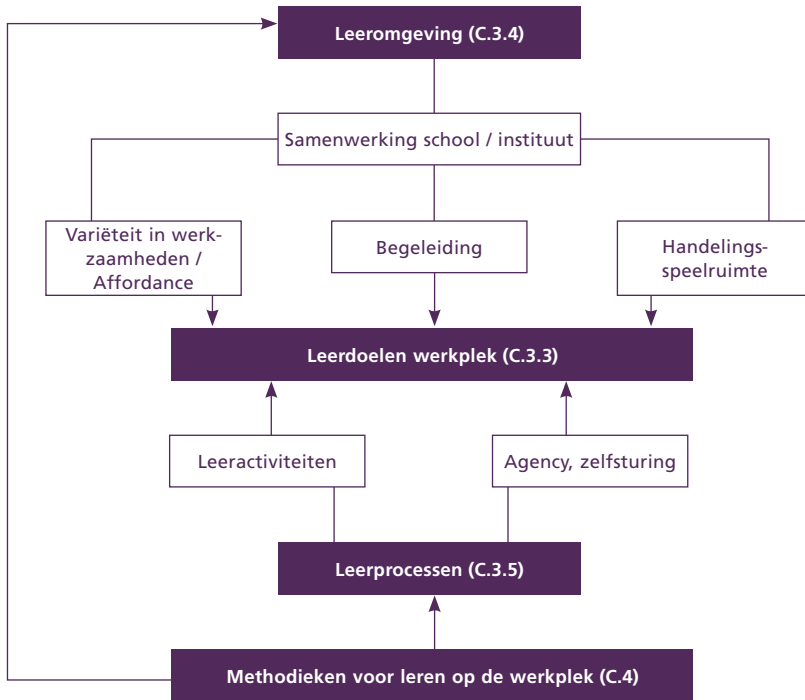 Leeromgeving (C.3.4)
Samenwerking school / instituut
Variëteit in werk-
zaamheden /
Affordance
Begeleiding
Handelings-
speelruimte
Leerdoelen werkplek (C.3.3)
Leeractiviteiten
Agency, zelfsturing
Leerprocessen (C.3.5)
Methodieken voor leren op de werkplek (C.4)